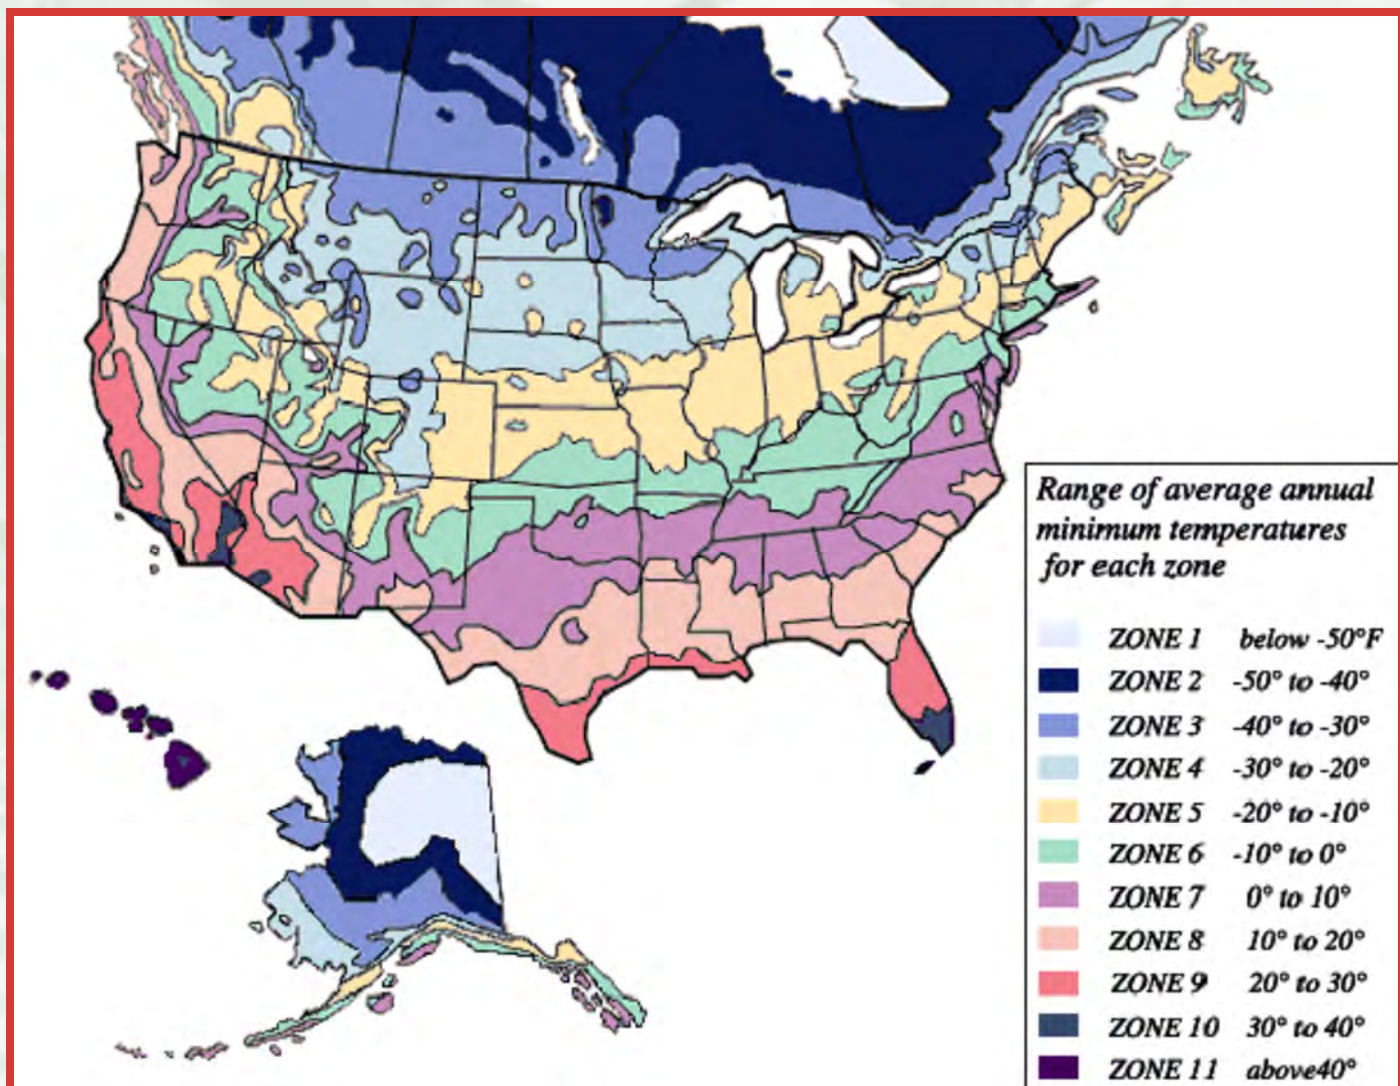 Range of average annual
minimum temperatures
for each zone
ZONE 1 below -50°F
ZONE 2 -50° to -40°
ZONE 3 -40° to -30°
ZONE 4 -30° to -20°
ZONE 5 -20° to -10°
ZONE 6 -10° to 0°
ZONE 7 0° to 10°
ZONE 8 10° to 20°
ZONE 9 20° to 30°
ZONE 10 30° to 40°
ZONE 11 above40°